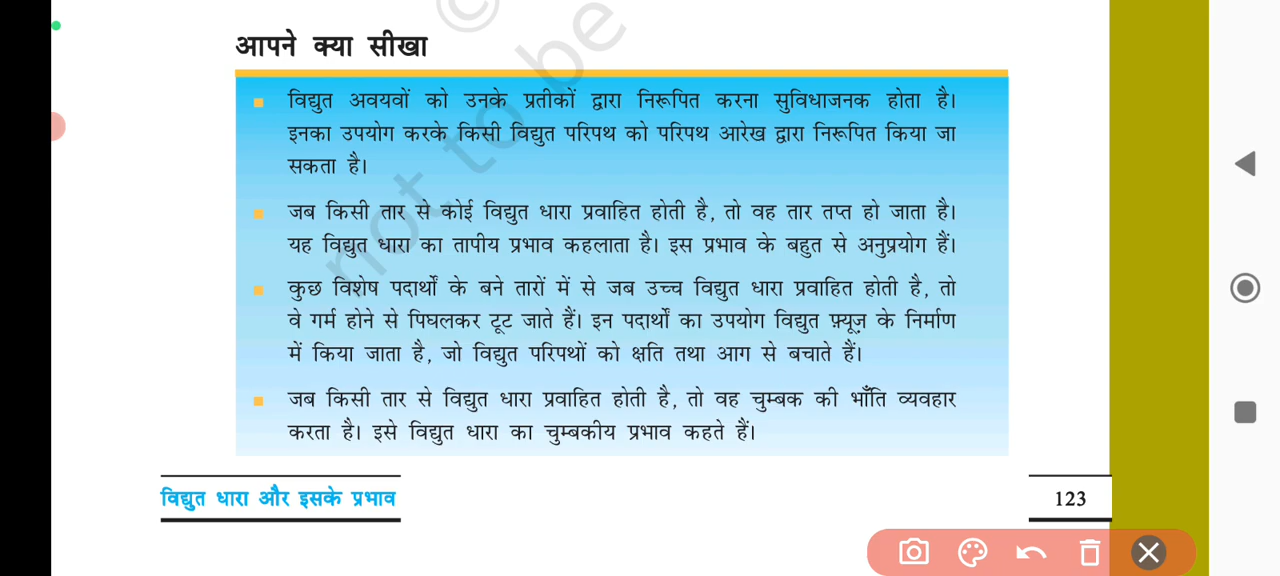 ©
not to be
आपने क्या सीखा
विद्युत अवयवों को उनके प्रतीकों द्वारा निरूपित करना सुविधाजनक होता है।
इनका उपयोग करके किसी विद्युत परिपथ को परिपथ आरेख द्वारा निरूपित किया जा
सकता है।
जब किसी तार से कोई विद्युत धारा प्रवाहित होती है, तो वह तार तप्त हो जाता है।
यह विद्युत धारा का तापीय प्रभाव कहलाता है। इस प्रभाव के बहुत से अनुप्रयोग हैं।
कुछ विशेष पदार्थों के बने तारों में से जब उच्च विद्युत धारा प्रवाहित होती है, तो
वे गर्म होने से पिघलकर टूट जाते हैं। इन पदार्थों का उपयोग विद्युत फ़्यूज़ के निर्माण
में किया जाता है, जो विद्युत परिपथों को क्षति तथा आग से बचाते हैं।
जब किसी तार से विद्युत धारा प्रवाहित होती है, तो वह चुम्बक की भाँति व्यवहार
करता है। इसे विद्युत धारा का चुम्बकीय प्रभाव कहते हैं।
विद्युत धारा और इसके प्रभाव
123